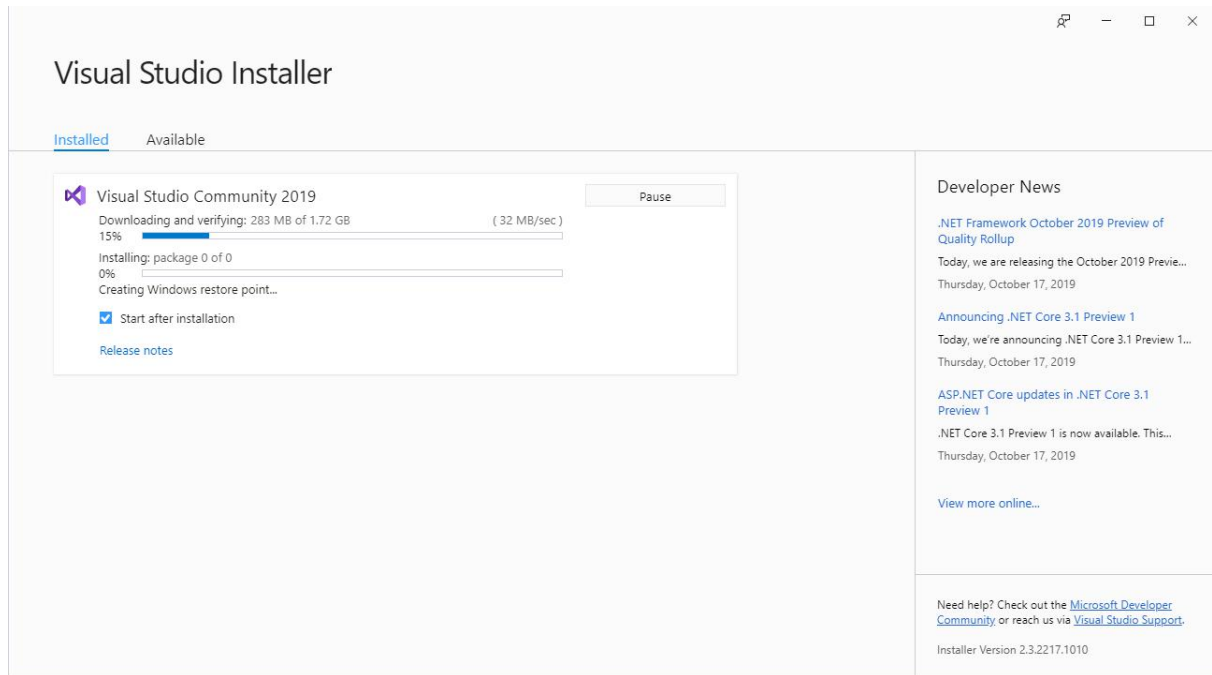 Visual Studio Installer
Installed
Available
Visual Studio Community 2019
Pause
Downloading and verifying: 283 MB of 1.72 GB
( 32 MB/sec )
15%
Installing: package 0 of 0
0%
Creating Windows restore point...
Start after installation
Release notes
Developer News
.NET Framework October 2019 Preview of
Quality Rollup
Today, we are releasing the October 2019 Previe...
Thursday, October 17, 2019
Announcing .NET Core 3.1 Preview 1
Today, we're announcing .NET Core 3.1 Preview 1...
Thursday, October 17, 2019
ASP.NET Core updates in .NET Core 3.1
Preview 1
.NET Core 3.1 Preview 1 is now available. This...
Thursday, October 17, 2019
View more online...
Need help? Check out the Microsoft Developer
Community or reach us via Visual Studio Support.
Installer Version 2.3.2217.1010